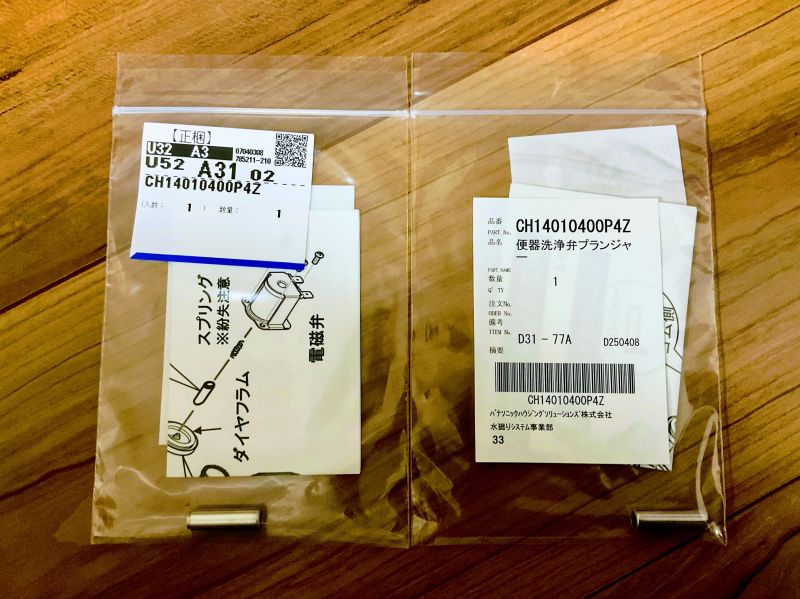 【正梱】
U32 A3
07040308
785211-210
U52 A31 02
CH14010400P4Z
(入数: 1 ) 数量: 1
スプリング
※紛失注意
電磁弁
ダイヤフラム
品番 CH14010400P4Z
PART No.
品名 便器洗浄弁プランジャ
ー
PART NAME
数量 1
Q'TY
注文No.
ODER No.
備考
ITEM No. D31-77A D250408
摘要
CH14010400P4Z
パナソニックハウジングソリューションズ株式会社
水廻りシステム事業部
33